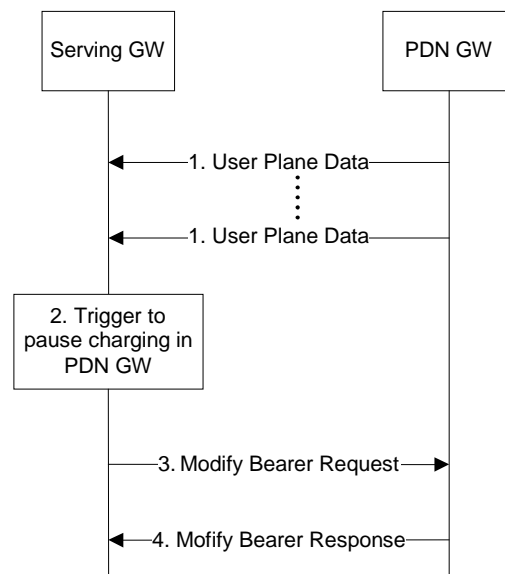 Serving GW
PDN GW
1. User Plane Data
1. User Plane Data
2. Trigger to
pause charging in
PDN GW
3. Modify Bearer Request
4. Mofify Bearer Response